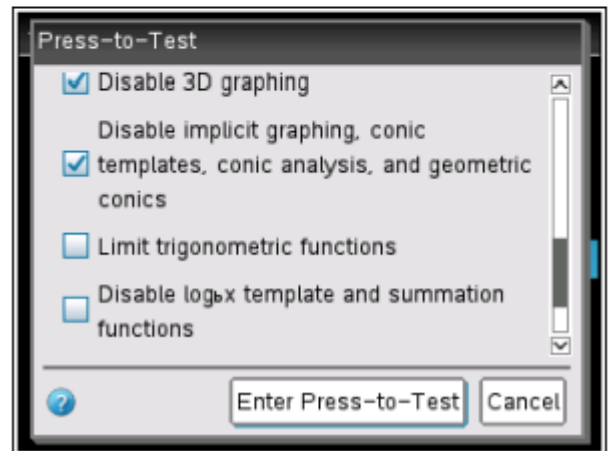 Press-to-Test
Disable 3D graphing
Disable implicit graphing, conic
templates, conic analysis, and geometric
conics
Limit trigonometric functions
Disable logbx template and summation
functions
?
Enter Press-to-Test
Cancel